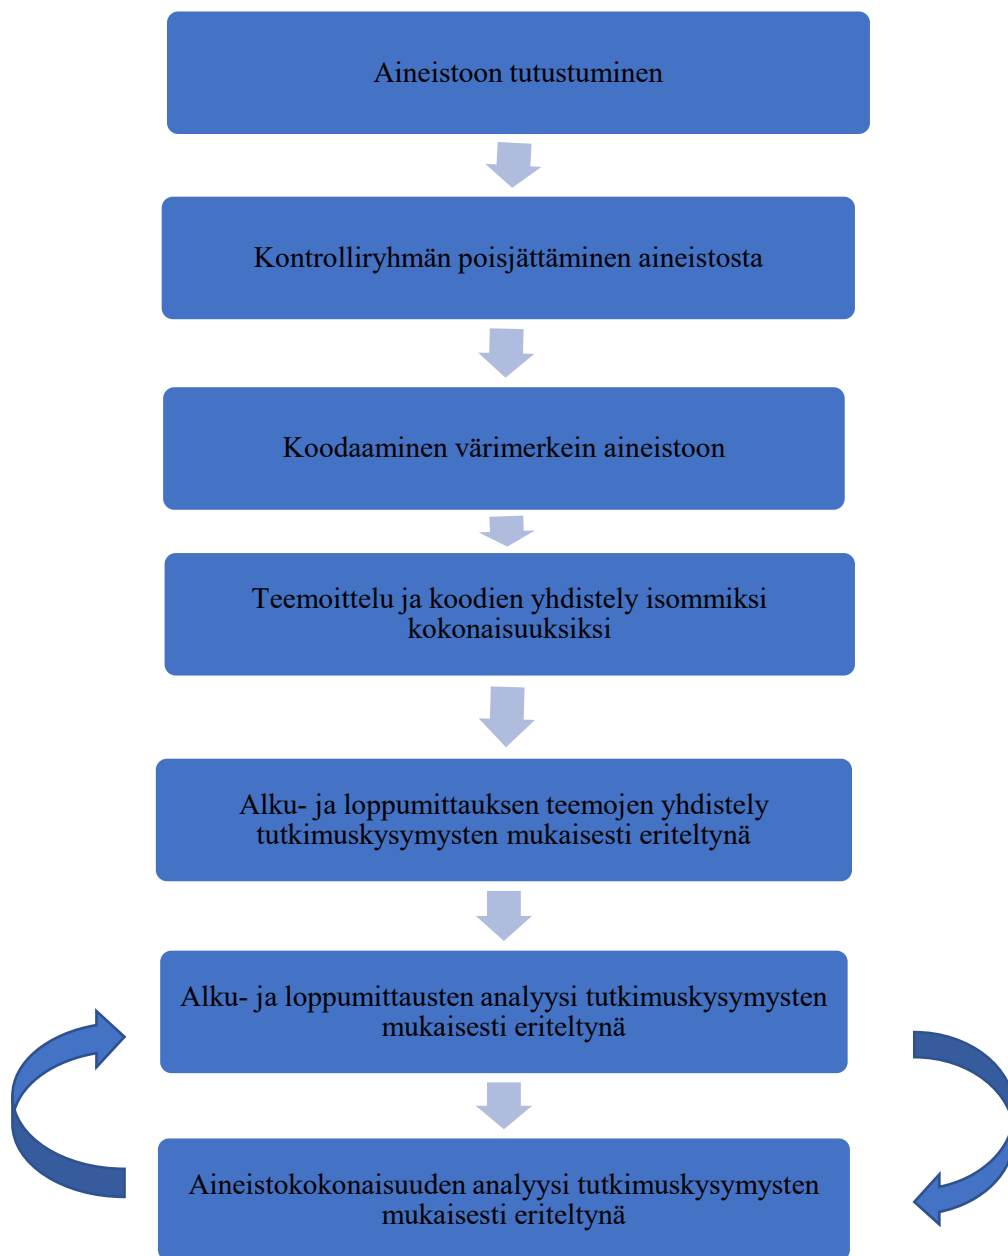 Aineistoon tutustuminen
Kontrolliryhmän poisjättäminen aineistosta
Koodaaminen värimerkein aineistoon
Teemoittelu ja koodien yhdistely isommiksi
kokonaisuuksiksi
Alku- ja loppumittauksen teemojen yhdistely
tutkimuskysymysten mukaisesti eriteltynä
Alku- ja loppumittausten analyysi tutkimuskysymysten
mukaisesti eriteltynä
Aineistokokonaisuuden analyysi tutkimuskysymysten
mukaisesti eriteltynä